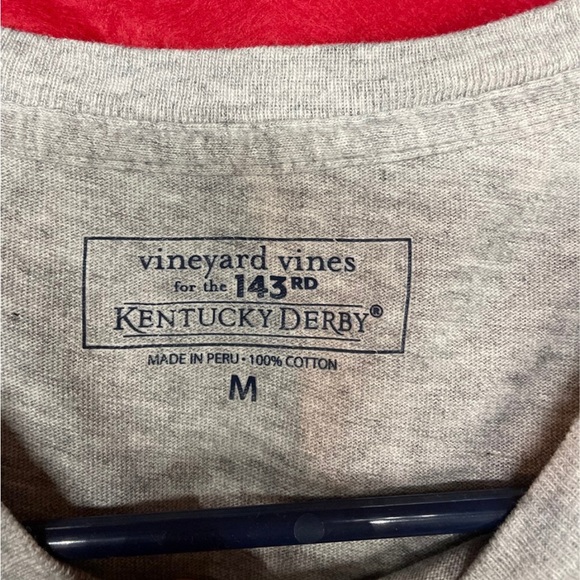 vineyard vines
for the 143RD
KENTUCKY DERBY®
MADE IN PERU • 100% COTTON
M